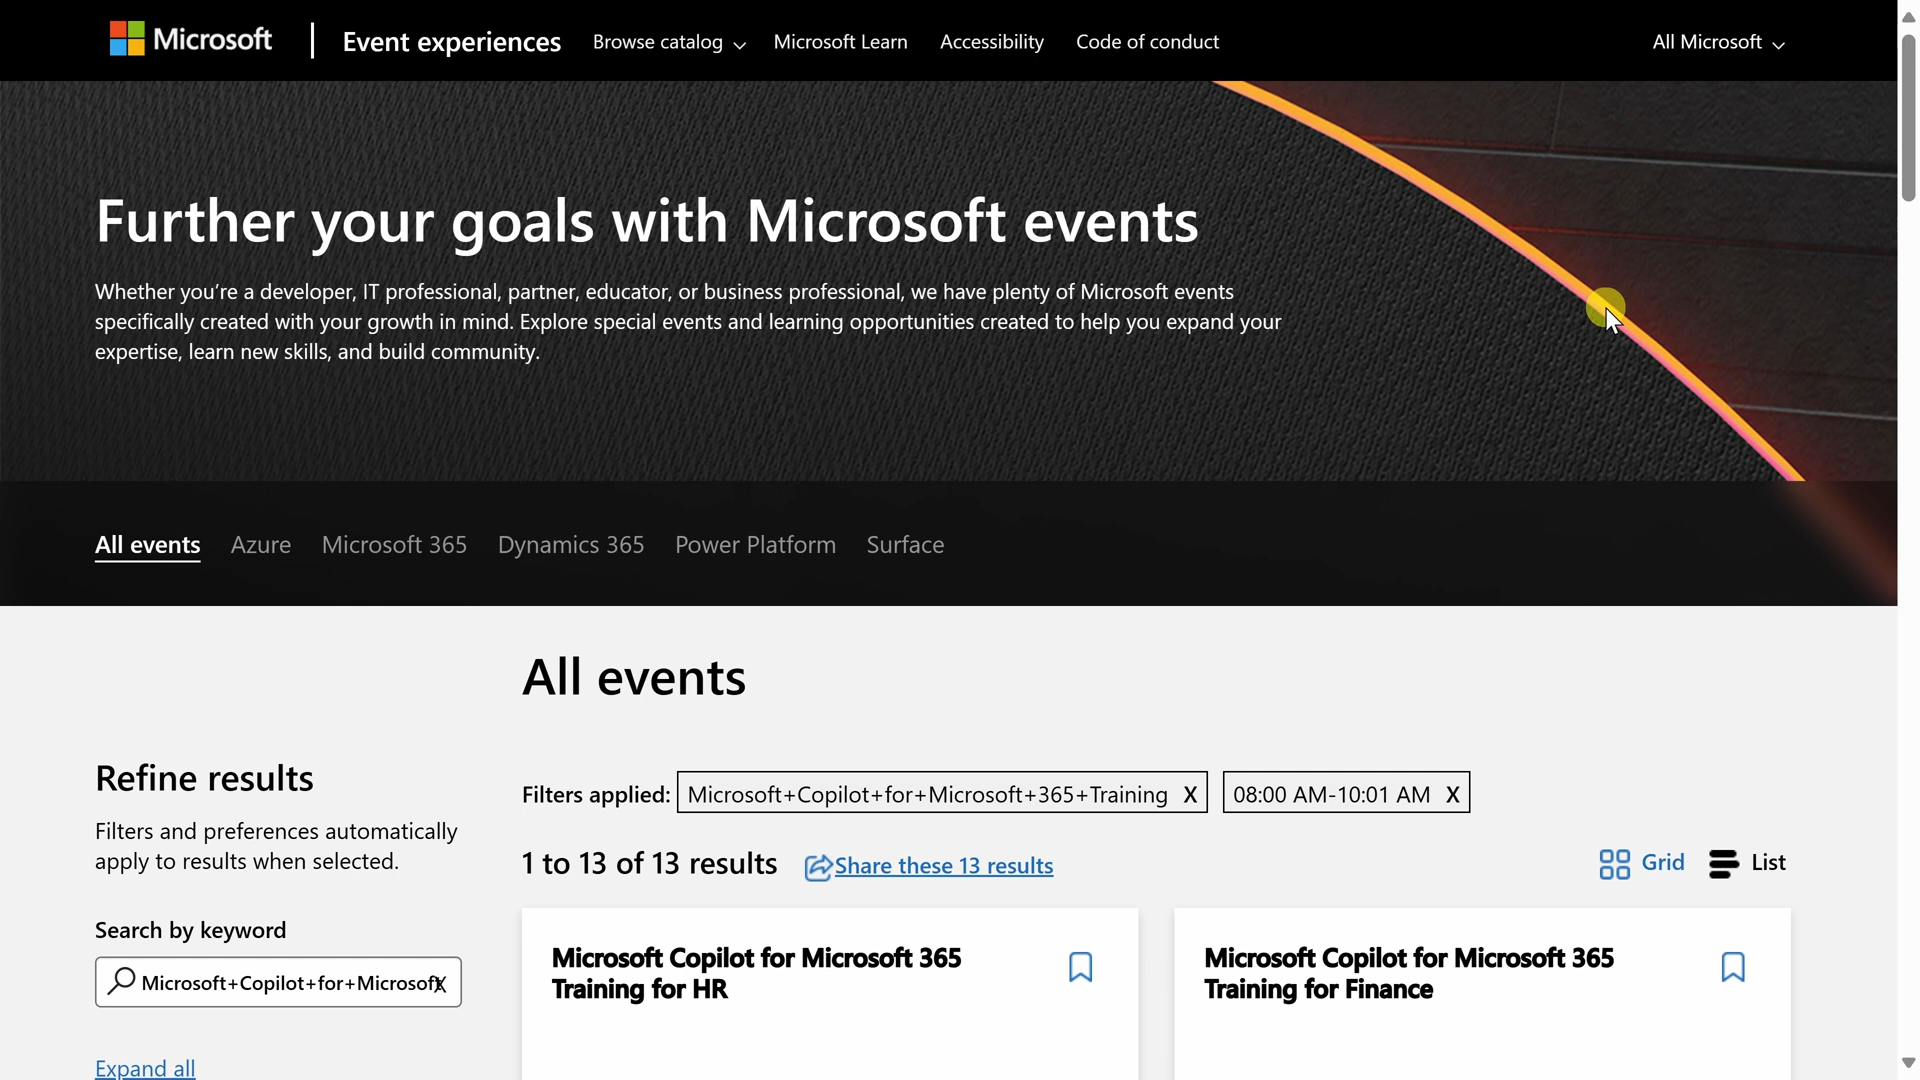 Microsoft
Event experiences
Browse catalog
Microsoft Learn
Accessibility
Code of conduct
All Microsoft
Further your goals with Microsoft events
Whether you’re a developer, IT professional, partner, educator, or business professional, we have plenty of Microsoft events
specifically created with your growth in mind. Explore special events and learning opportunities created to help you expand your
expertise, learn new skills, and build community.
All events
Azure
Microsoft 365
Dynamics 365
Power Platform
Surface
All events
Refine results
Filters and preferences automatically
apply to results when selected.
Search by keyword
Microsoft+Copilot+for+Microsoft X
Expand all
Filters applied:
Microsoft+Copilot+for+Microsoft+365+Training X
08:00 AM-10:01 AM X
1 to 13 of 13 results
Share these 13 results
Grid
List
Microsoft Copilot for Microsoft 365
Training for HR
Microsoft Copilot for Microsoft 365
Training for Finance